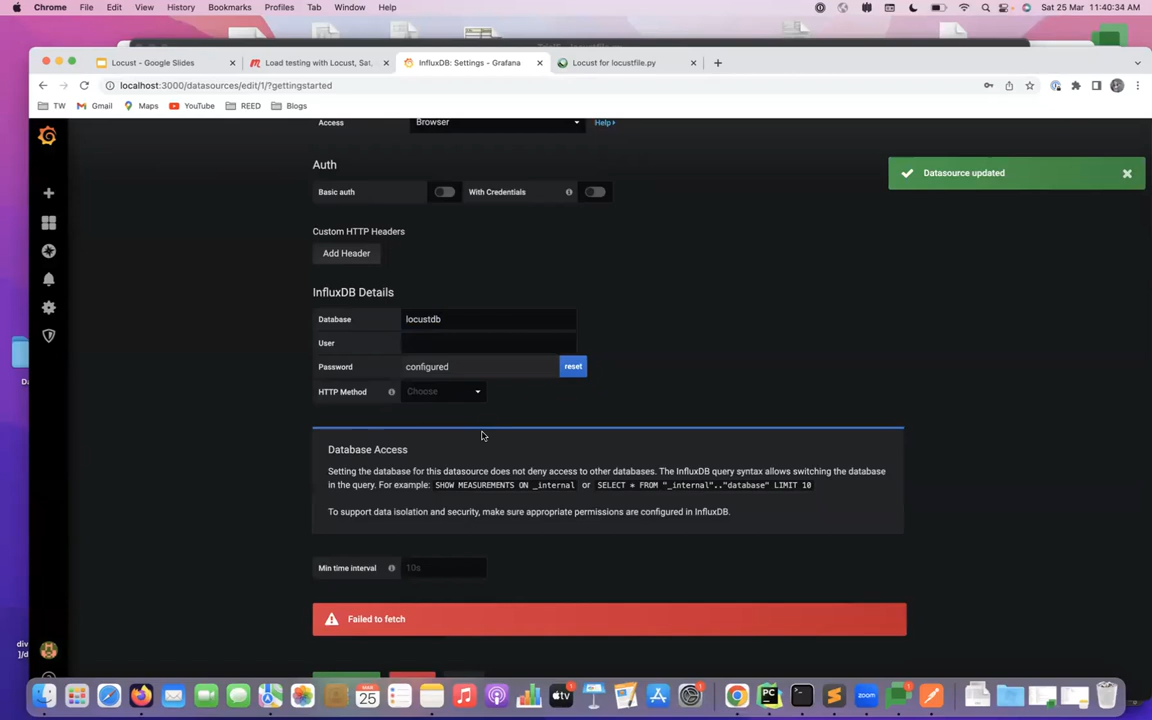 Chrome File Edit View History Bookmarks Profiles Tab Window Help
Sat 25 Mar 11:40:34 AM
Locust - Google Slides
Load testing with Locust, Sat,
InfluxDB: Settings - Grafana
Locust for locustfile.py
localhost:3000/datasources/edit/1/?gettingstarted
TW Gmail Maps YouTube REED Blogs
Access Browser Help
Datasource updated
Auth
Basic auth With Credentials
Custom HTTP Headers
Add Header
InfluxDB Details
Database locustdb
User
Password configured reset
HTTP Method Choose
Database Access
Setting the database for this datasource does not deny access to other databases. The InfluxDB query syntax allows switching the database
in the query. For example: SHOW MEASUREMENTS ON _internal or SELECT * FROM "_internal".."database" LIMIT 10
To support data isolation and security, make sure appropriate permissions are configured in InfluxDB.
Min time interval 10s
Failed to fetch
div
]/d
25